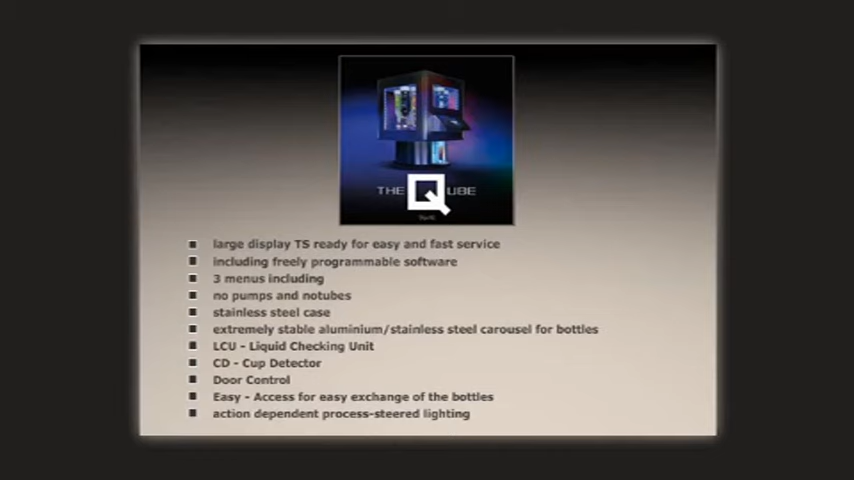 THE QUBE
large display TS ready for easy and fast service
including freely programmable software
3 menus including
no pumps and notubes
stainless steel case
extremely stable aluminium/stainless steel carousel for bottles
LCU - Liquid Checking Unit
CD - Cup Detector
Door Control
Easy - Access for easy exchange of the bottles
action dependent process-steered lighting